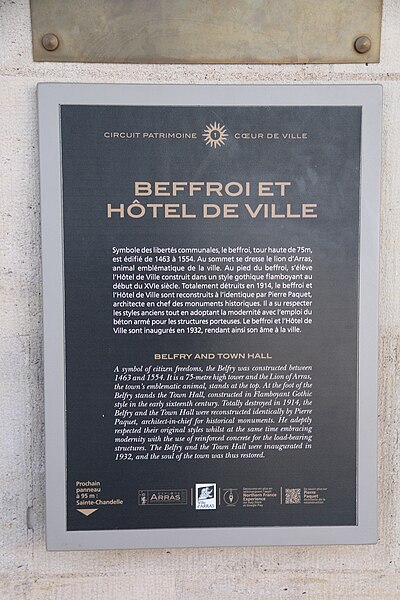 CIRCUIT PATRIMOINE 1 CŒUR DE VILLE
BEFFROI ET
HÔTEL DE VILLE
Symbole des libertés communales, le beffroi, tour haute de 75m,
est édifié de 1463 à 1554. Au sommet se dresse le lion d'Arras,
animal emblématique de la ville. Au pied du beffroi, s'élève
l'Hôtel de Ville construit dans un style gothique flamboyant au
début du XVIe siècle. Totalement détruits en 1914, le beffroi et
l'Hôtel de Ville sont reconstruits à l'identique par Pierre Paquet,
architecte en chef des monuments historiques. Il a su respecter
les styles anciens tout en adoptant la modernité avec l'emploi du
béton armé pour les structures porteuses. Le beffroi et l'Hôtel de
Ville sont inaugurés en 1932, rendant ainsi son âme à la ville.
BELFRY AND TOWN HALL
A symbol of citizen freedoms, the Belfry was constructed between
1463 and 1554. It is a 75-metre high tower and the Lion of Arras,
the town's emblematic animal, stands at the top. At the foot of the
Belfry stands the Town Hall, constructed in Flamboyant Gothic
style in the early sixteenth century. Totally destroyed in 1914, the
Belfry and the Town Hall were reconstructed identically by Pierre
Paquet, architect-in-chief for historical monuments. He adeptly
respected their original styles whilst at the same time embracing
modernity with the use of reinforced concrete for the load-bearing
structures. The Belfry and the Town Hall were inaugurated in
1932, and the soul of the town was thus restored.
Prochain
panneau
à 95 m :
Sainte-Chandelle
ARRAS
Ville
d'ARRAS
Northern France
Experience
Pierre
Paquet